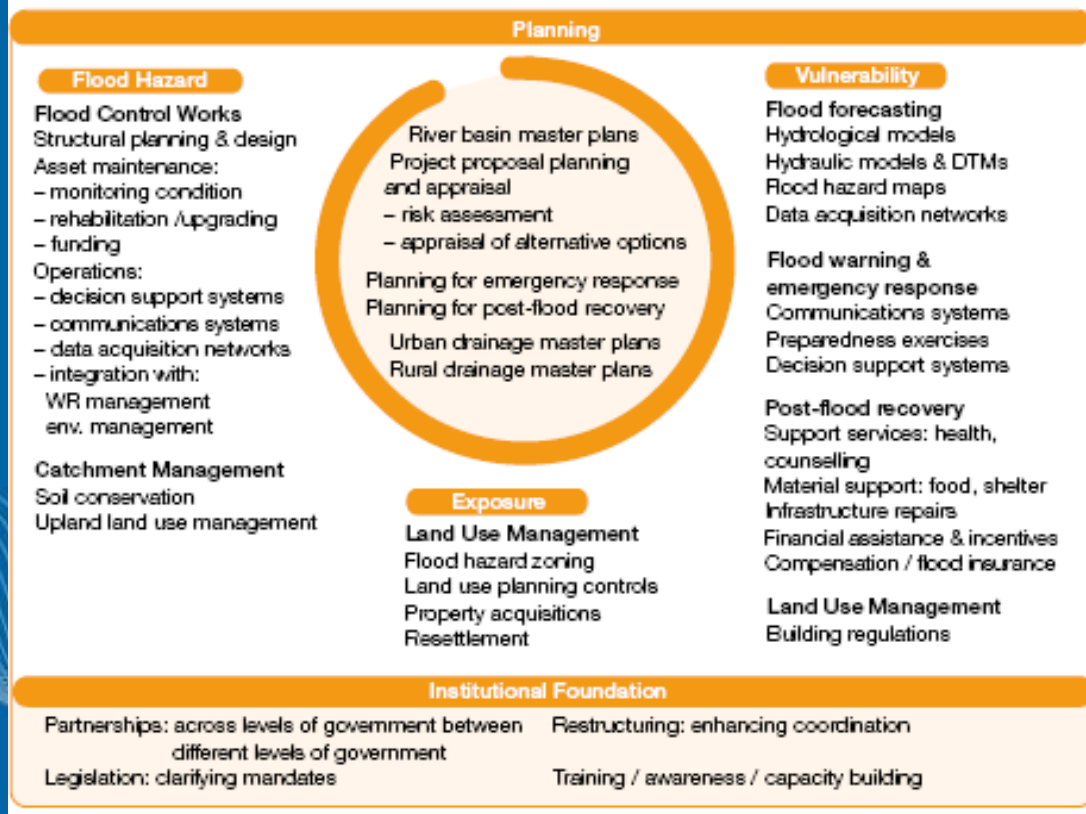 Planning
Flood Hazard
Flood Control Works
Structural planning & design
Asset maintenance:
– monitoring condition
– rehabilitation /upgrading
– funding
Operations:
– decision support systems
– communications systems
– data acquisition networks
– integration with:
WR management
env. management
Catchment Management
Soil conservation
Upland land use management
River basin master plans
Project proposal planning
and appraisal
– risk assessment
– appraisal of alternative options
Planning for emergency response
Planning for post-flood recovery
Urban drainage master plans
Rural drainage master plans
Exposure
Land Use Management
Flood hazard zoning
Land use planning controls
Property acquisitions
Resettlement
Vulnerability
Flood forecasting
Hydrological models
Hydraulic models & DTMs
Flood hazard maps
Data acquisition networks
Flood warning &
emergency response
Communications systems
Preparedness exercises
Decision support systems
Post-flood recovery
Support services: health,
counselling
Material support: food, shelter
Infrastructure repairs
Financial assistance & incentives
Compensation / flood insurance
Land Use Management
Building regulations
Institutional Foundation
Partnerships: across levels of government between
different levels of government
Legislation: clarifying mandates
Restructuring: enhancing coordination
Training / awareness / capacity building